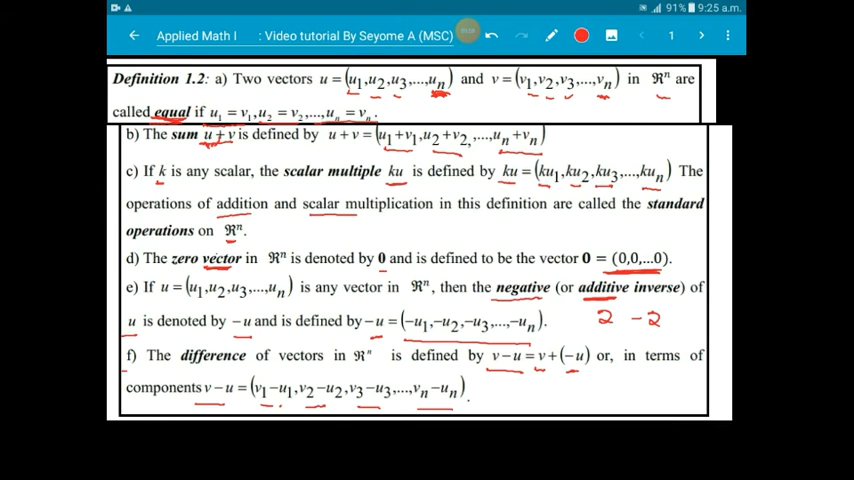 91% 9:25 a.m.
Applied Math I : Video tutorial By Seyome A (MSC) 1
Definition 1.2: a) Two vectors u = (u₁,u₂,u₃,...,uₙ) and v = (v₁,v₂,v₃,...,vₙ) in ℜⁿ are
called equal if u₁ = v₁,u₂ = v₂,...,uₙ = vₙ.
b) The sum u + v is defined by u + v = (u₁+v₁,u₂+v₂,,...,uₙ+vₙ)
c) If k is any scalar, the scalar multiple ku is defined by ku = (ku₁,ku₂,ku₃,...,kuₙ) The
operations of addition and scalar multiplication in this definition are called the standard
operations on ℜⁿ.
d) The zero vector in ℜⁿ is denoted by 0 and is defined to be the vector 0 = (0,0,...0).
e) If u = (u₁,u₂,u₃,...,uₙ) is any vector in ℜⁿ, then the negative (or additive inverse) of
u is denoted by −u and is defined by −u = (−u₁,−u₂,−u₃,...,−uₙ). 2 −2
f) The difference of vectors in ℜⁿ is defined by v−u = v+(−u) or, in terms of
components v−u = (v₁−u₁,v₂−u₂,v₃−u₃,...,vₙ−uₙ).